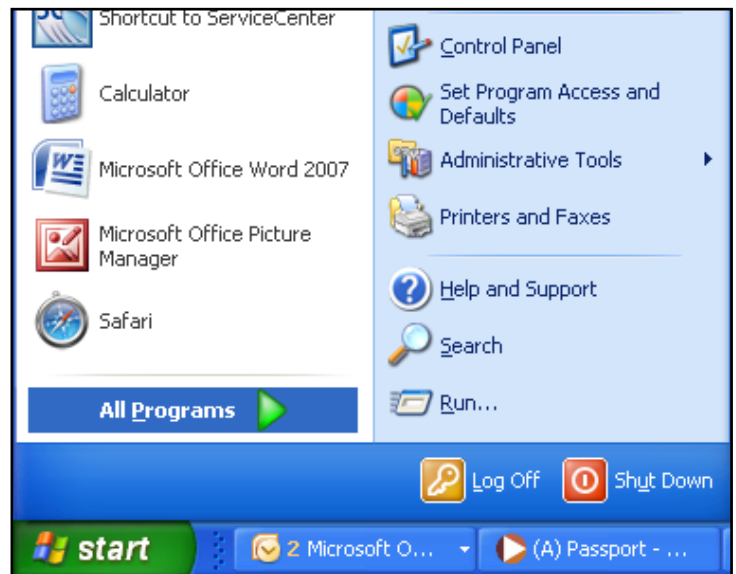 Shortcut to ServiceCenter
Calculator
Microsoft Office Word 2007
Microsoft Office Picture
Manager
Safari
All Programs
Control Panel
Set Program Access and
Defaults
Administrative Tools
Printers and Faxes
Help and Support
Search
Run...
Log Off
Shut Down
start
2 Microsoft O...
(A) Passport - ...